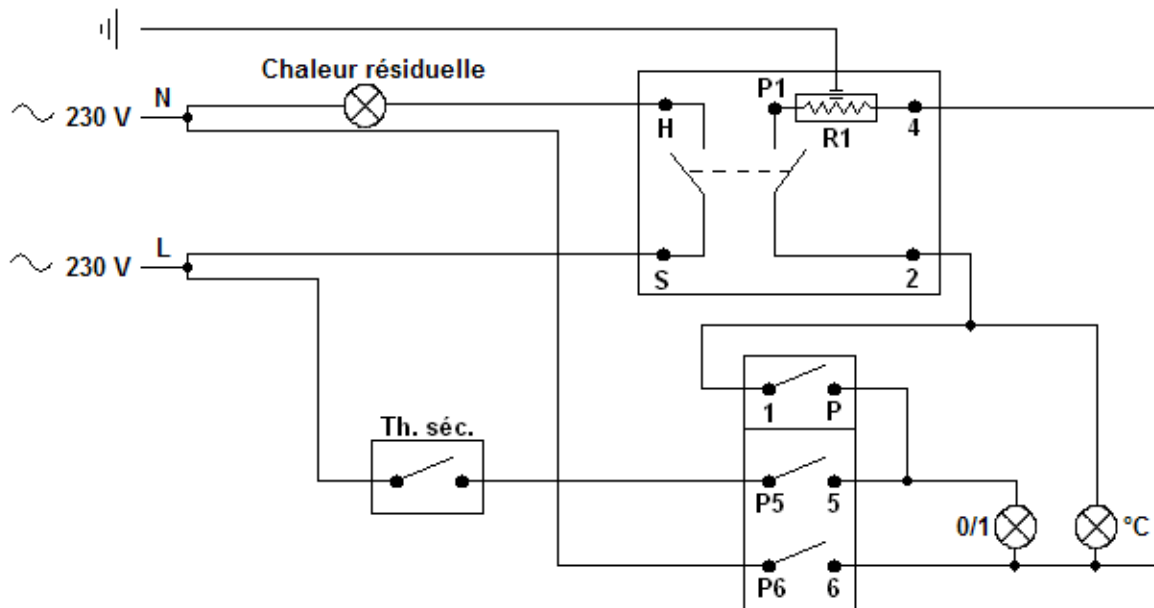 Chaleur résiduelle
N
230 V
P1
H
4
R1
L
230 V
S
2
1
P
Th. séc.
P5
5
0/1
°C
P6
6